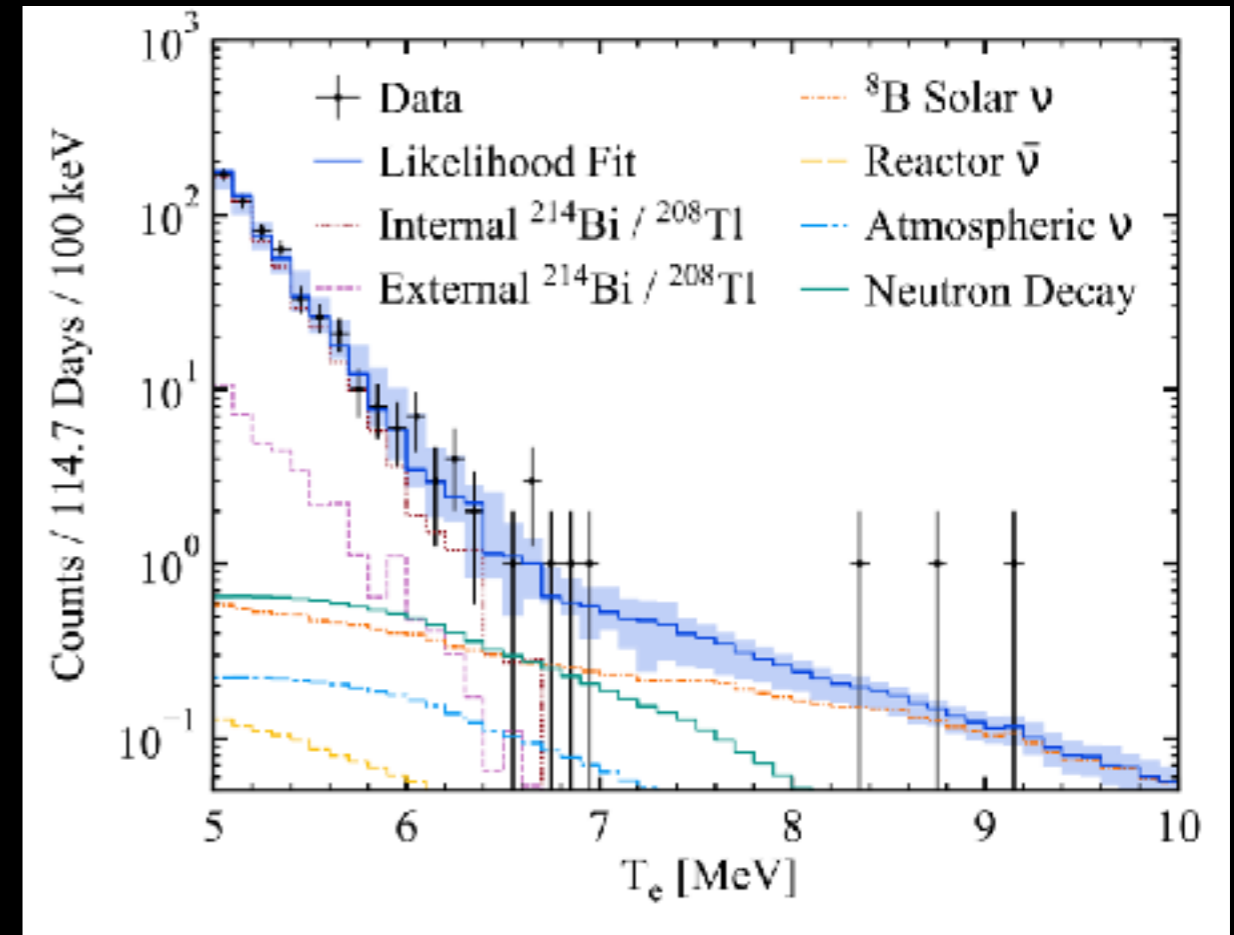 10³
10²
10¹
10⁰
10⁻¹
Counts / 114.7 Days / 100 keV
Data
Likelihood Fit
Internal ²¹⁴Bi / ²⁰⁸Tl
External ²¹⁴Bi / ²⁰⁸Tl
⁸B Solar ν
Reactor ν̄
Atmospheric ν
Neutron Decay
5 6 7 8 9 10
Tₑ [MeV]